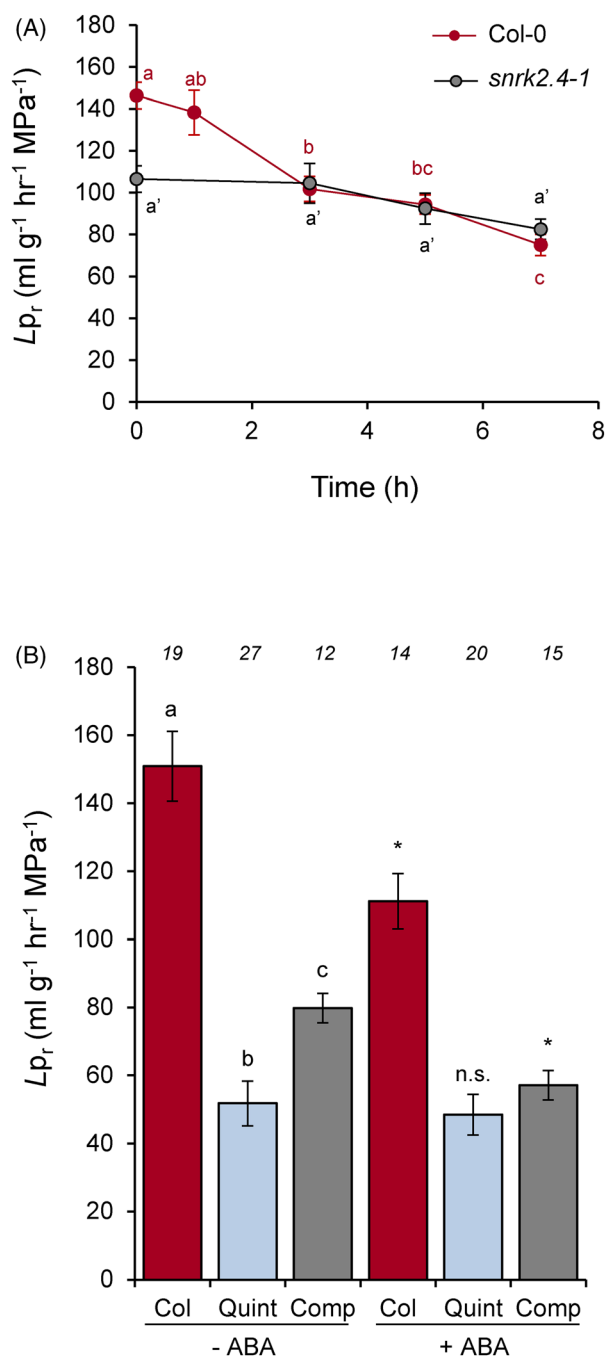 (A)
Lpᵣ (ml g⁻¹ hr⁻¹ MPa⁻¹)
180
160
140
120
100
80
60
40
20
0
Col-0
snrk2.4-1
a
ab
b
bc
a’
a’
a’
a’
c
0 2 4 6 8
Time (h)
(B)
19 27 12 14 20 15
Lpᵣ (ml g⁻¹ hr⁻¹ MPa⁻¹)
180
160
140
120
100
80
60
40
20
0
a
b
c
*
n.s.
*
Col Quint Comp Col Quint Comp
- ABA + ABA